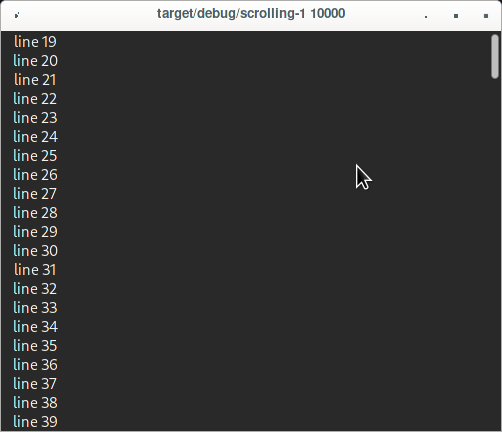 target/debug/scrolling-1 10000
line 19
line 20
line 21
line 22
line 23
line 24
line 25
line 26
line 27
line 28
line 29
line 30
line 31
line 32
line 33
line 34
line 35
line 36
line 37
line 38
line 39